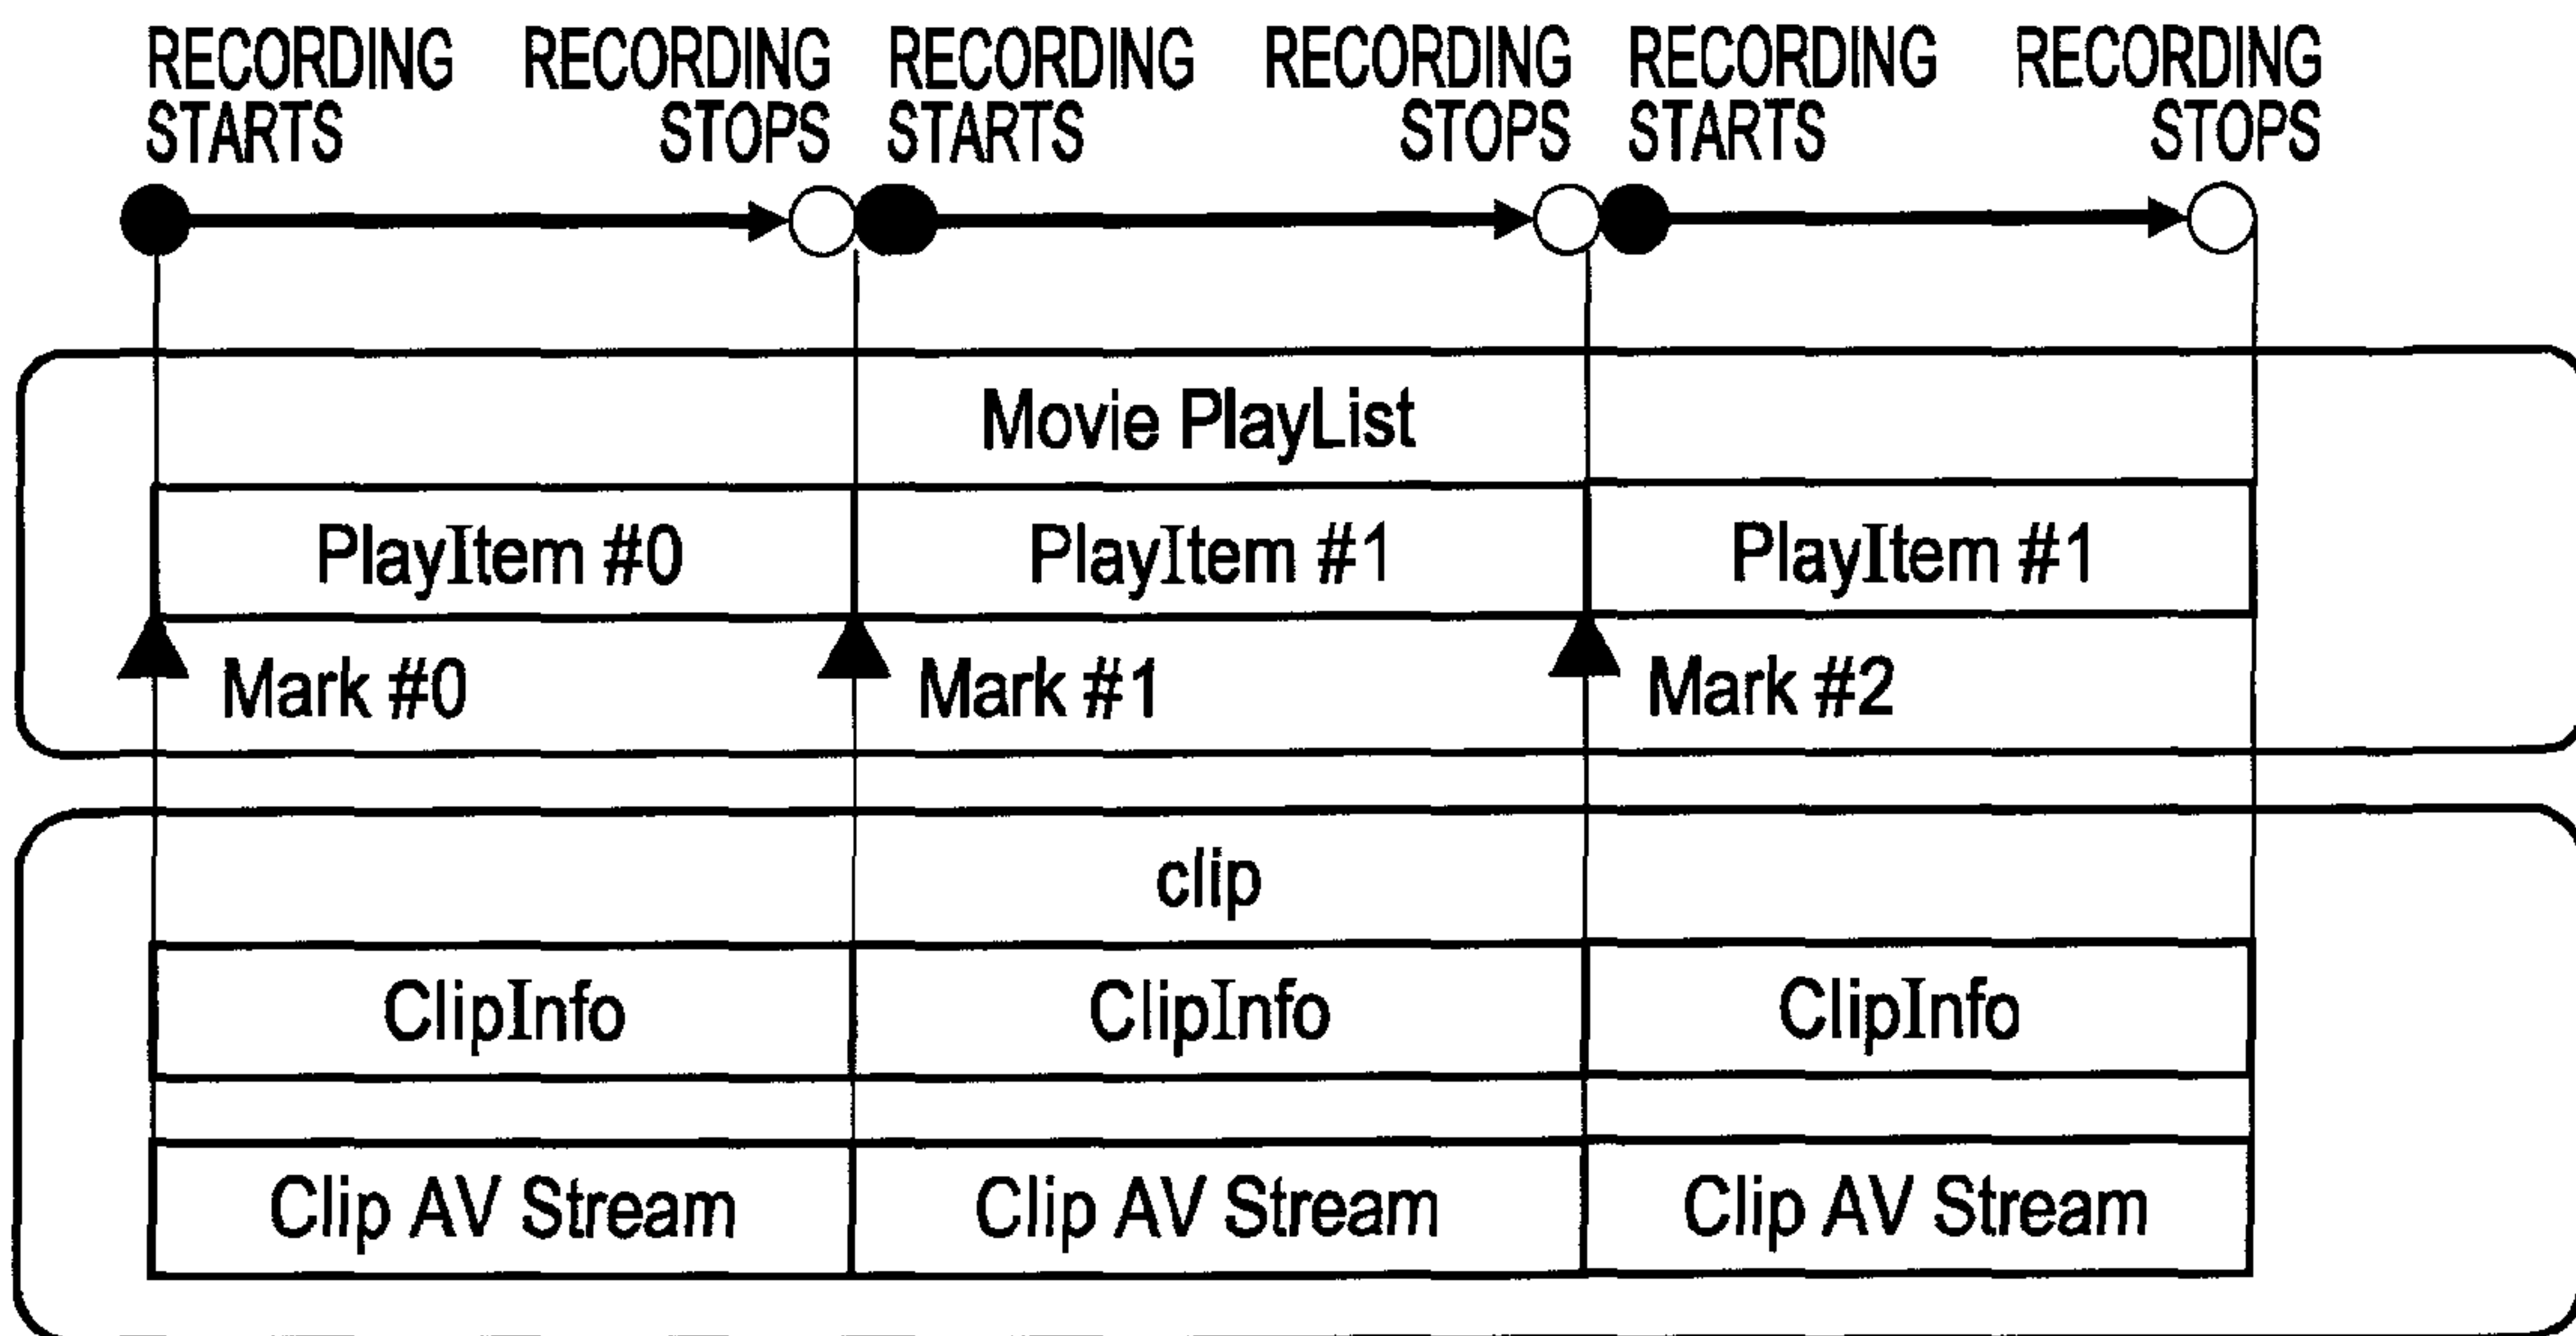 RECORDING STARTS RECORDING STOPS RECORDING STARTS RECORDING STOPS RECORDING STARTS RECORDING STOPS
Movie PlayList
PlayItem #0 PlayItem #1 PlayItem #1
Mark #0 Mark #1 Mark #2
clip
ClipInfo ClipInfo ClipInfo
Clip AV Stream Clip AV Stream Clip AV Stream